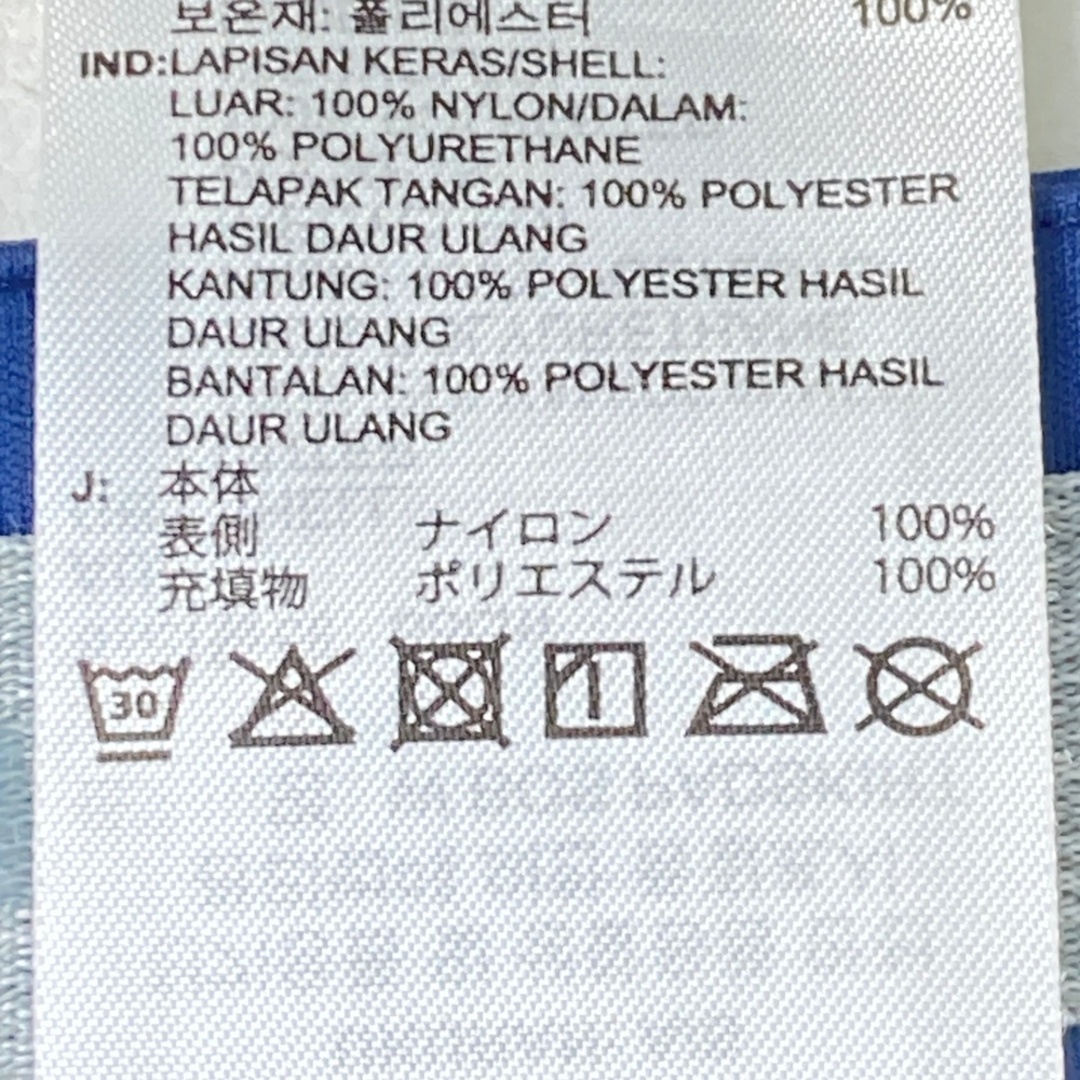 보온재: 폴리에스터 100%
IND:LAPISAN KERAS/SHELL:
LUAR: 100% NYLON/DALAM:
100% POLYURETHANE
TELAPAK TANGAN: 100% POLYESTER
HASIL DAUR ULANG
KANTUNG: 100% POLYESTER HASIL
DAUR ULANG
BANTALAN: 100% POLYESTER HASIL
DAUR ULANG
J: 本体
表側 ナイロン 100%
充填物 ポリエステル 100%
30